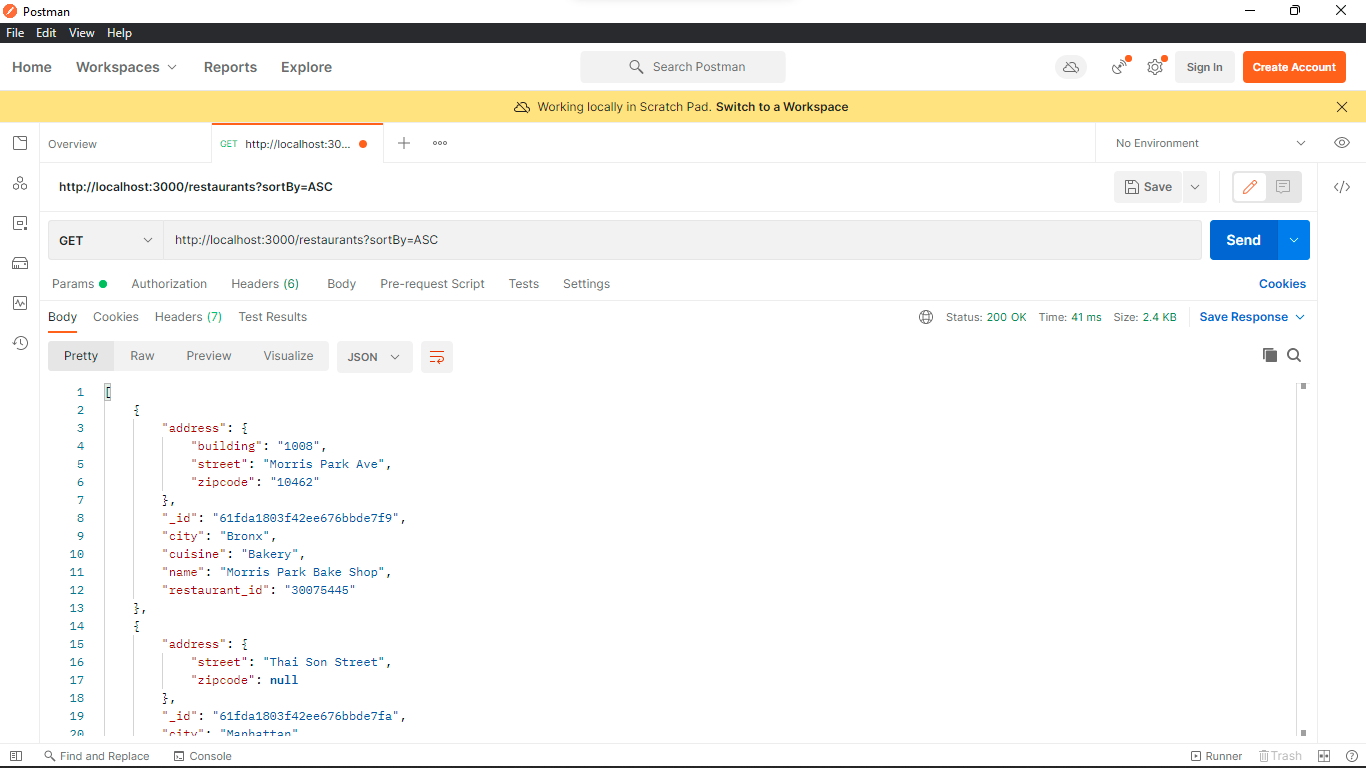 Postman
File Edit View Help
Home Workspaces Reports Explore Search Postman Sign In Create Account
Working locally in Scratch Pad. Switch to a Workspace
Overview GET http://localhost:30... No Environment
http://localhost:3000/restaurants?sortBy=ASC Save
GET http://localhost:3000/restaurants?sortBy=ASC Send
Params Authorization Headers (6) Body Pre-request Script Tests Settings Cookies
Body Cookies Headers (7) Test Results Status: 200 OK Time: 41 ms Size: 2.4 KB Save Response
Pretty Raw Preview Visualize JSON
1 [
2 {
3 "address": {
4 "building": "1008",
5 "street": "Morris Park Ave",
6 "zipcode": "10462"
7 },
8 "_id": "61fda1803f42ee676bbde7f9",
9 "city": "Bronx",
10 "cuisine": "Bakery",
11 "name": "Morris Park Bake Shop",
12 "restaurant_id": "30075445"
13 },
14 {
15 "address": {
16 "street": "Thai Son Street",
17 "zipcode": null
18 },
19 "_id": "61fda1803f42ee676bbde7fa",
20 "city": "Manhattan"
Find and Replace Console Runner Trash